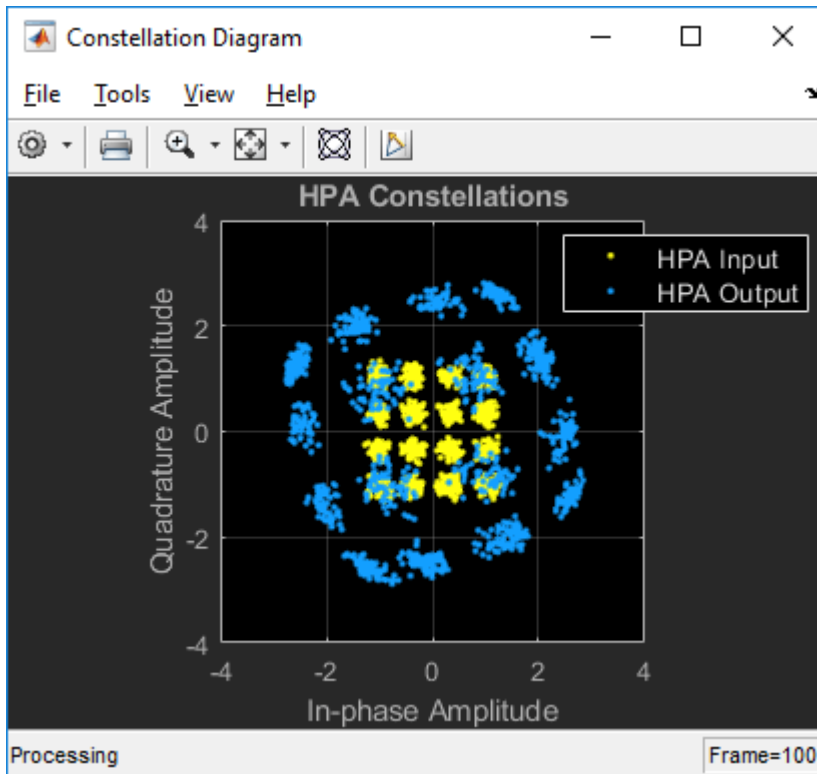 Constellation Diagram
File Tools View Help
HPA Constellations
HPA Input
HPA Output
4
2
0
-2
-4
Quadrature Amplitude
-4 -2 0 2 4
In-phase Amplitude
Processing Frame=100